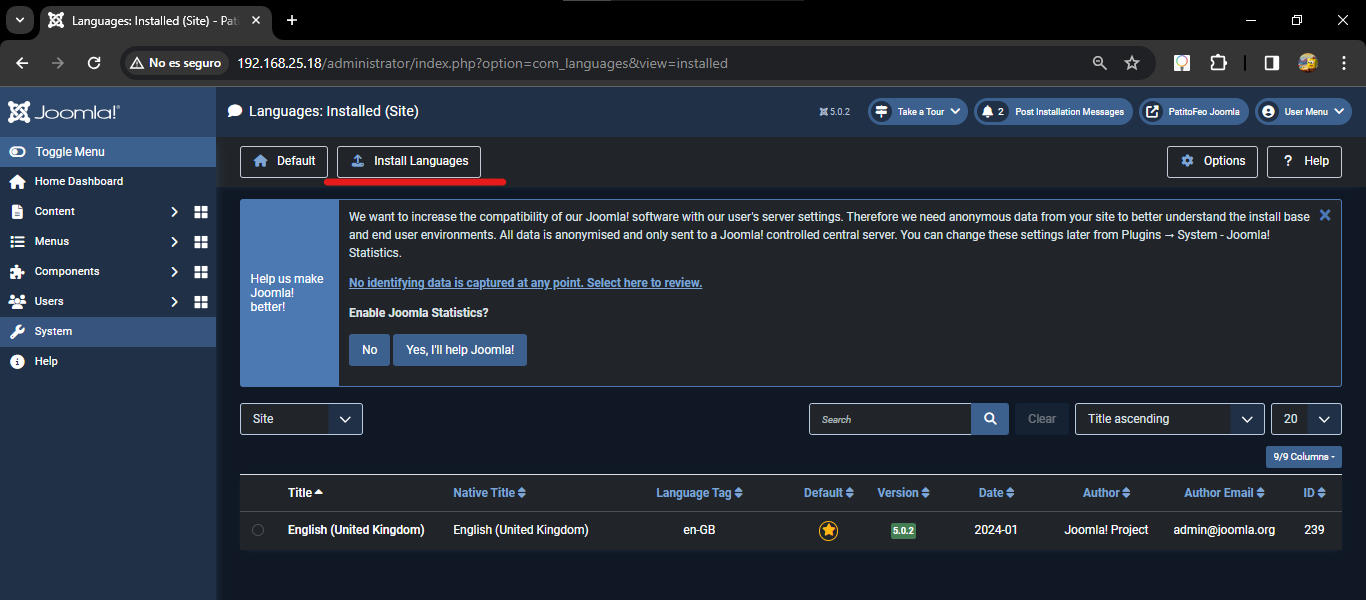 Languages: Installed (Site) - Pati
No es seguro
192.168.25.18/administrator/index.php?option=com_languages&view=installed
Joomla!®
Languages: Installed (Site)
5.0.2
Take a Tour
2
Post Installation Messages
PatitoFeo Joomla
User Menu
Toggle Menu
Home Dashboard
Content
Menus
Components
Users
System
Help
Default
Install Languages
Options
? Help
Help us make
Joomla!
better!
We want to increase the compatibility of our Joomla! software with our user's server settings. Therefore we need anonymous data from your site to better understand the install base
and end user environments. All data is anonymised and only sent to a Joomla! controlled central server. You can change these settings later from Plugins → System - Joomla!
Statistics.
No identifying data is captured at any point. Select here to review.
Enable Joomla Statistics?
No
Yes, I'll help Joomla!
Site
Search
Clear
Title ascending
20
9/9 Columns
Title Native Title Language Tag Default Version Date Author Author Email ID
English (United Kingdom) English (United Kingdom) en-GB 5.0.2 2024-01 Joomla! Project admin@joomla.org 239